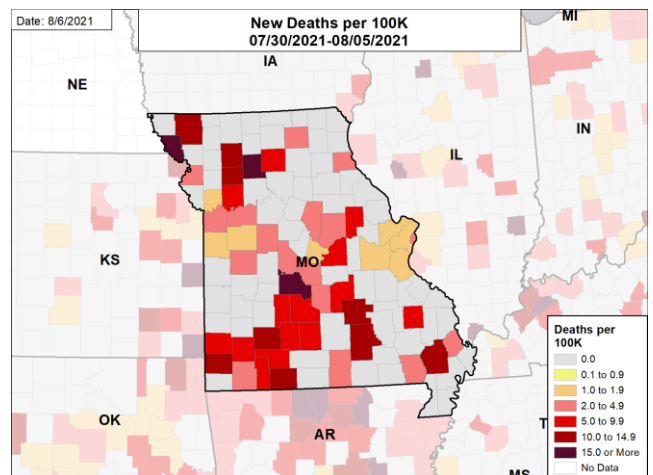 Date: 8/6/2021
New Deaths per 100K
07/30/2021-08/05/2021
MI
IA
NE
IL
IN
KS
MO
OK
AR
MS
Deaths per
100K
0.0
0.1 to 0.9
1.0 to 1.9
2.0 to 4.9
5.0 to 9.9
10.0 to 14.9
15.0 or More
No Data